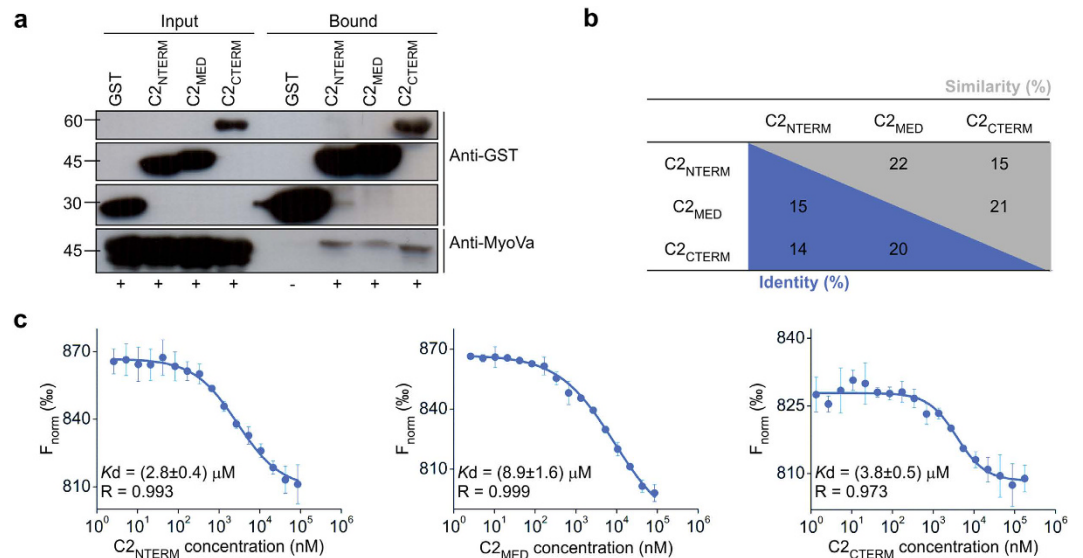 a
Input
Bound
GST
C2NTERM
C2MED
C2CTERM
GST
C2NTERM
C2MED
C2CTERM
60
45
30
45
Anti-GST
Anti-MyoVa
+ + + + - + + +
b
Similarity (%)
C2NTERM C2MED C2CTERM
C2NTERM 22 15
C2MED 15 21
C2CTERM 14 20
Identity (%)
c
870
840
810
Fnorm (‰)
Kd = (2.8±0.4) µM
R = 0.993
10⁰ 10¹ 10² 10³ 10⁴ 10⁵ 10⁶
C2NTERM concentration (nM)
870
840
810
Fnorm (‰)
Kd = (8.9±1.6) µM
R = 0.999
10⁰ 10¹ 10² 10³ 10⁴ 10⁵ 10⁶
C2MED concentration (nM)
840
825
810
Fnorm (‰)
Kd = (3.8±0.5) µM
R = 0.973
10⁰ 10¹ 10² 10³ 10⁴ 10⁵ 10⁶
C2CTERM concentration (nM)